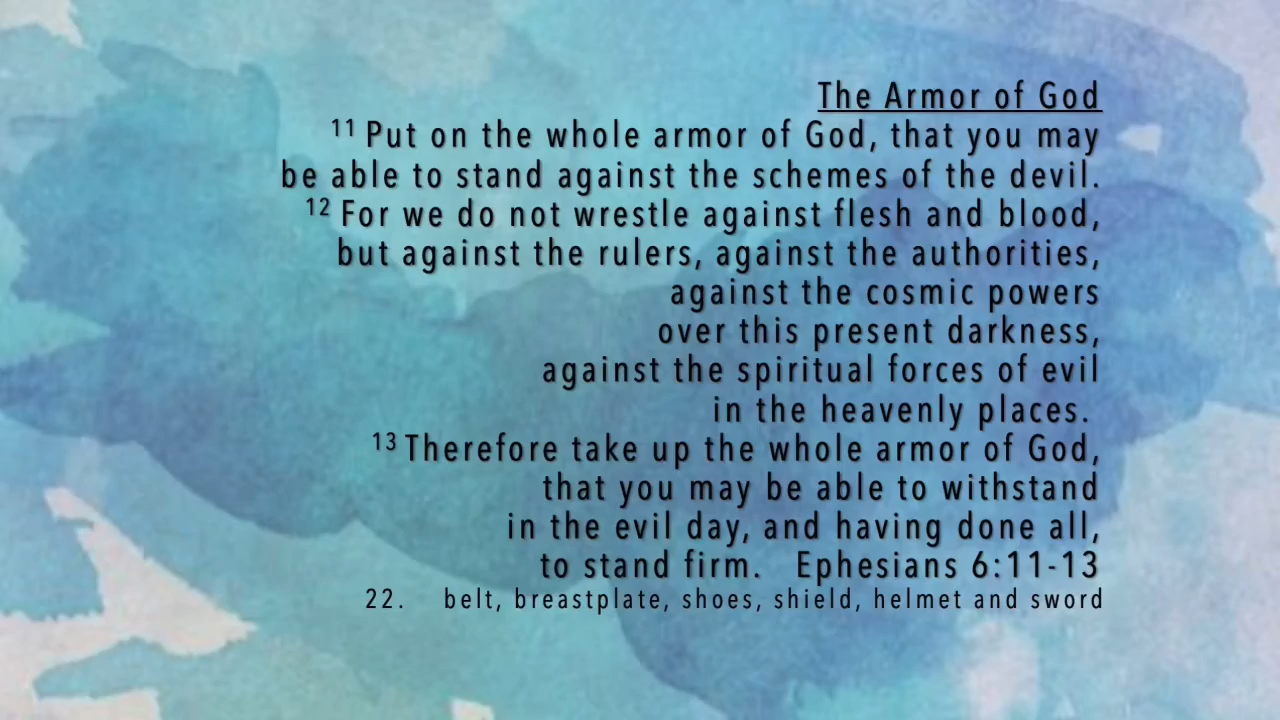 The Armor of God
11 Put on the whole armor of God, that you may
be able to stand against the schemes of the devil.
12 For we do not wrestle against flesh and blood,
but against the rulers, against the authorities,
against the cosmic powers
over this present darkness,
against the spiritual forces of evil
in the heavenly places.
13 Therefore take up the whole armor of God,
that you may be able to withstand
in the evil day, and having done all,
to stand firm. Ephesians 6:11-13
22. belt, breastplate, shoes, shield, helmet and sword